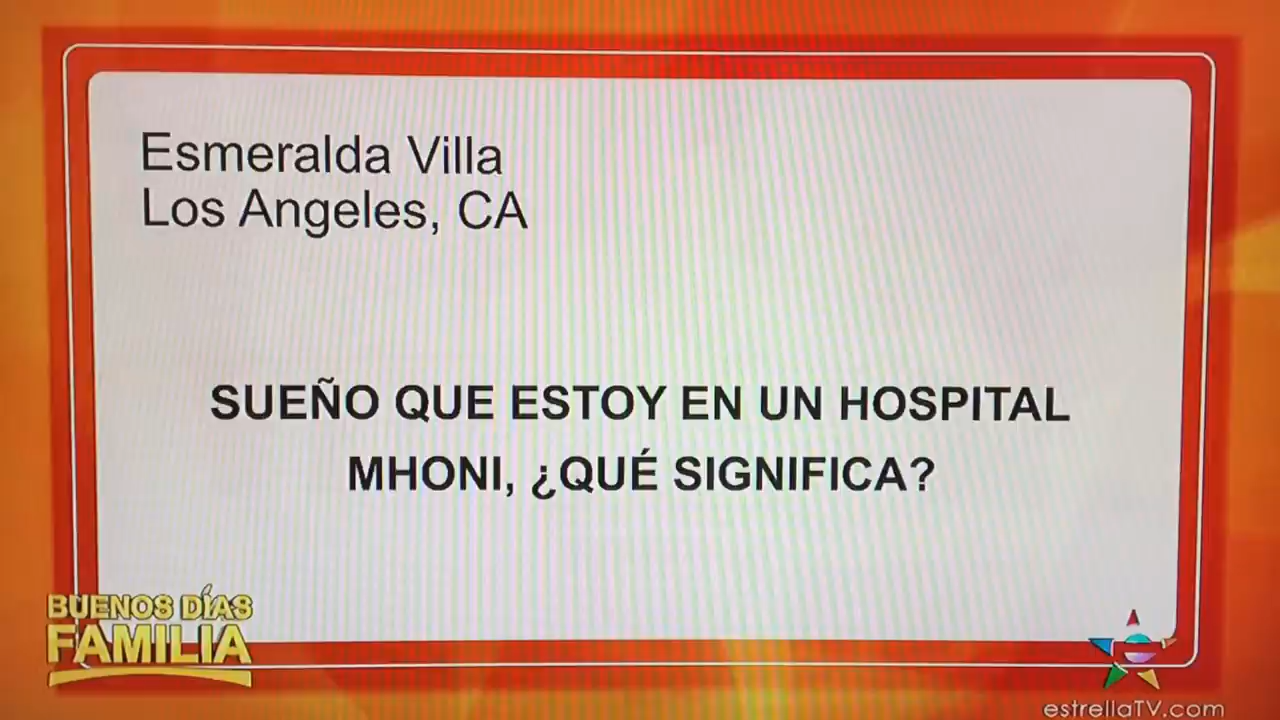 Esmeralda Villa
Los Angeles, CA
SUEÑO QUE ESTOY EN UN HOSPITAL
MHONI, ¿QUÉ SIGNIFICA?
BUENOS DÍAS
FAMILIA
estrellaTV.com